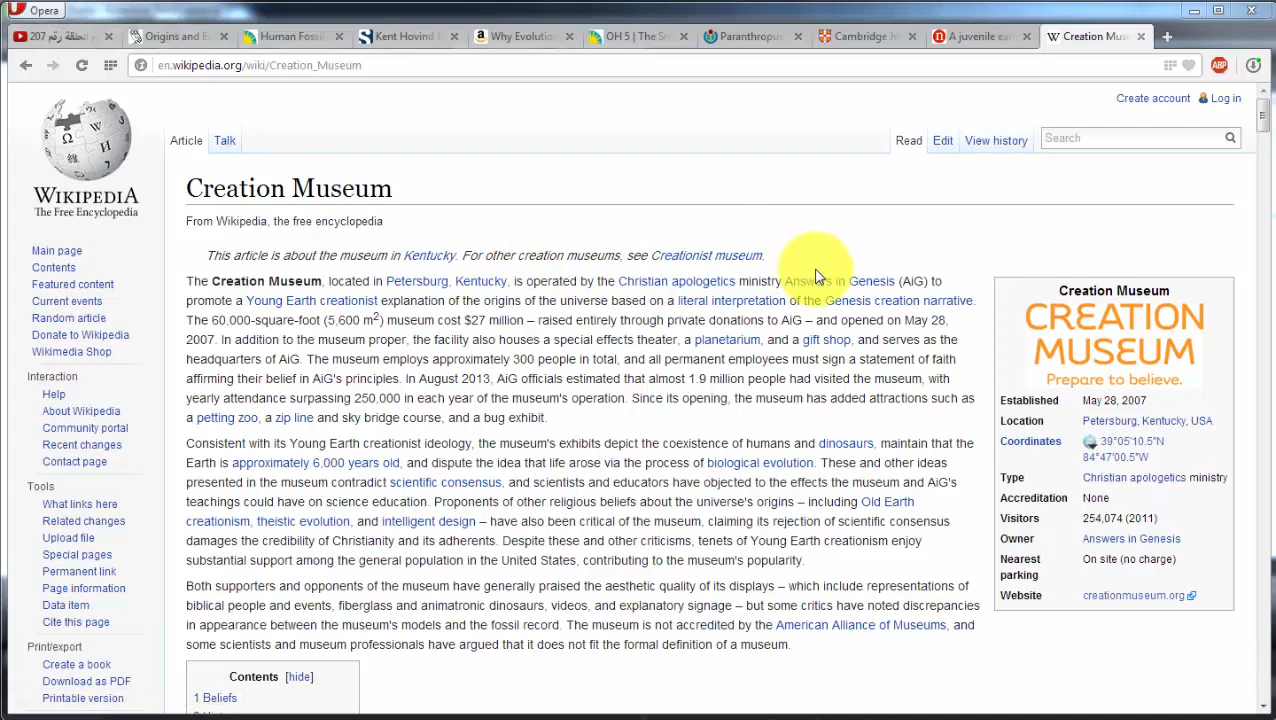 Opera
حلقة رقم 207
Origins and Ev
Human Fossi
Kent Hovind
Why Evolution
OH 5 | The Sm
Paranthropus
Cambridge Jo
A juvenile ea
Creation Mus
en.wikipedia.org/wiki/Creation_Museum
ABP
Create account
Log in
Article
Talk
Read
Edit
View history
Search
WIKIPEDIA
The Free Encyclopedia
Main page
Contents
Featured content
Current events
Random article
Donate to Wikipedia
Wikimedia Shop
Interaction
Help
About Wikipedia
Community portal
Recent changes
Contact page
Tools
What links here
Related changes
Upload file
Special pages
Permanent link
Page information
Data item
Cite this page
Print/export
Create a book
Download as PDF
Printable version
Creation Museum
From Wikipedia, the free encyclopedia
This article is about the museum in Kentucky. For other creation museums, see Creationist museum.
The Creation Museum, located in Petersburg, Kentucky, is operated by the Christian apologetics ministry Answers in Genesis (AiG) to
promote a Young Earth creationist explanation of the origins of the universe based on a literal interpretation of the Genesis creation narrative.
The 60,000-square-foot (5,600 m2) museum cost $27 million – raised entirely through private donations to AiG – and opened on May 28,
2007. In addition to the museum proper, the facility also houses a special effects theater, a planetarium, and a gift shop, and serves as the
headquarters of AiG. The museum employs approximately 300 people in total, and all permanent employees must sign a statement of faith
affirming their belief in AiG's principles. In August 2013, AiG officials estimated that almost 1.9 million people had visited the museum, with
yearly attendance surpassing 250,000 in each year of the museum's operation. Since its opening, the museum has added attractions such as
a petting zoo, a zip line and sky bridge course, and a bug exhibit.
Consistent with its Young Earth creationist ideology, the museum's exhibits depict the coexistence of humans and dinosaurs, maintain that the
Earth is approximately 6,000 years old, and dispute the idea that life arose via the process of biological evolution. These and other ideas
presented in the museum contradict scientific consensus, and scientists and educators have objected to the effects the museum and AiG's
teachings could have on science education. Proponents of other religious beliefs about the universe's origins – including Old Earth
creationism, theistic evolution, and intelligent design – have also been critical of the museum, claiming its rejection of scientific consensus
damages the credibility of Christianity and its adherents. Despite these and other criticisms, tenets of Young Earth creationism enjoy
substantial support among the general population in the United States, contributing to the museum's popularity.
Both supporters and opponents of the museum have generally praised the aesthetic quality of its displays – which include representations of
biblical people and events, fiberglass and animatronic dinosaurs, videos, and explanatory signage – but some critics have noted discrepancies
in appearance between the museum's models and the fossil record. The museum is not accredited by the American Alliance of Museums, and
some scientists and museum professionals have argued that it does not fit the formal definition of a museum.
Contents [hide]
1 Beliefs
Creation Museum
CREATION
MUSEUM
Prepare to believe.
Established May 28, 2007
Location Petersburg, Kentucky, USA
Coordinates 39°05′10.5″N
84°47′00.5″W
Type Christian apologetics ministry
Accreditation None
Visitors 254,074 (2011)
Owner Answers in Genesis
Nearest parking On site (no charge)
Website creationmuseum.org